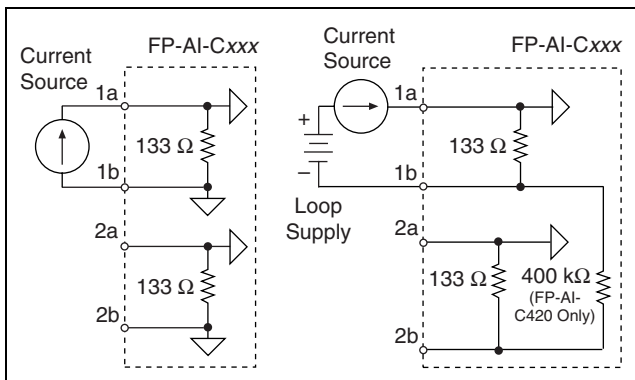 FP-AI-Cxxx
Current
Source
1a
133 Ω
1b
2a
133 Ω
2b
Current
Source
FP-AI-Cxxx
1a
+
133 Ω
–
1b
Loop
Supply
2a
133 Ω
400 kΩ
(FP-AI-
C420 Only)
2b